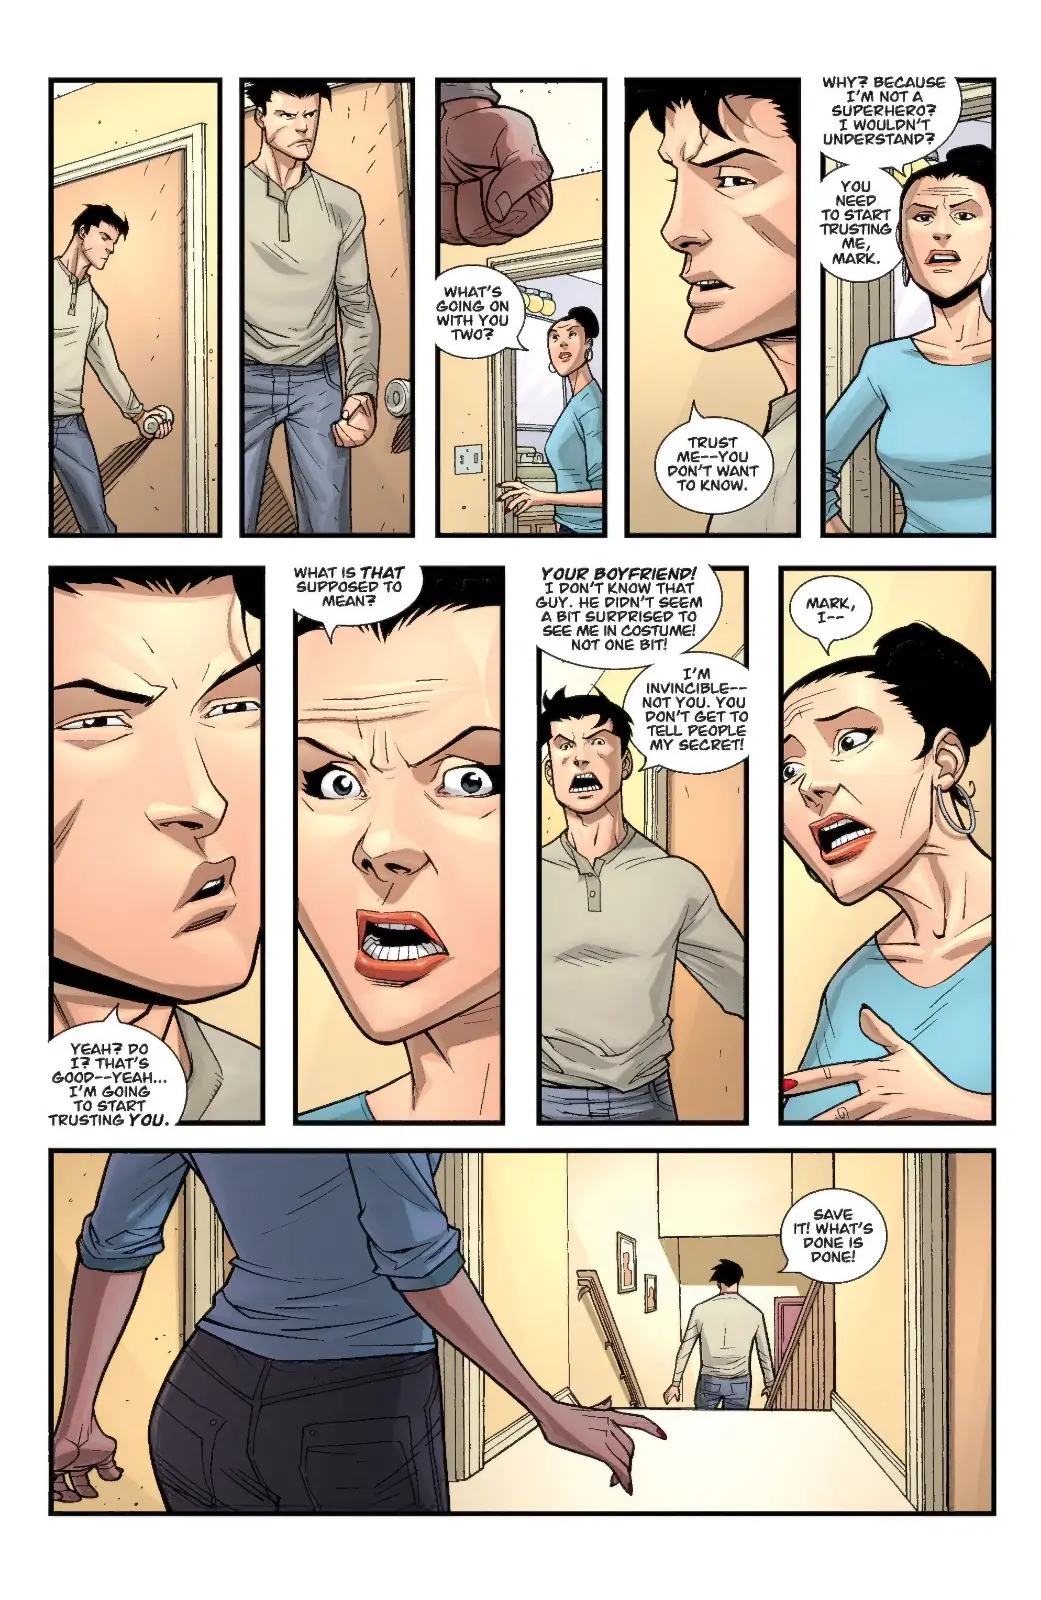 WHAT'S
GOING ON
WITH YOU
TWO?
TRUST
ME--YOU
DON'T WANT
TO KNOW.
WHY? BECAUSE
I'M NOT A
SUPERHERO?
I WOULDN'T
UNDERSTAND?
YOU
NEED
TO START
TRUSTING
ME,
MARK.
YEAH? DO
I? THAT'S
GOOD--YEAH...
I'M GOING
TO START
TRUSTING YOU.
WHAT IS THAT
SUPPOSED TO
MEAN?
YOUR BOYFRIEND!
I DON'T KNOW THAT
GUY. HE DIDN'T SEEM
A BIT SURPRISED TO
SEE ME IN COSTUME!
NOT ONE BIT!
I'M
INVINCIBLE--
NOT YOU. YOU
DON'T GET TO
TELL PEOPLE
MY SECRET!
MARK,
I--
SAVE
IT! WHAT'S
DONE IS
DONE!